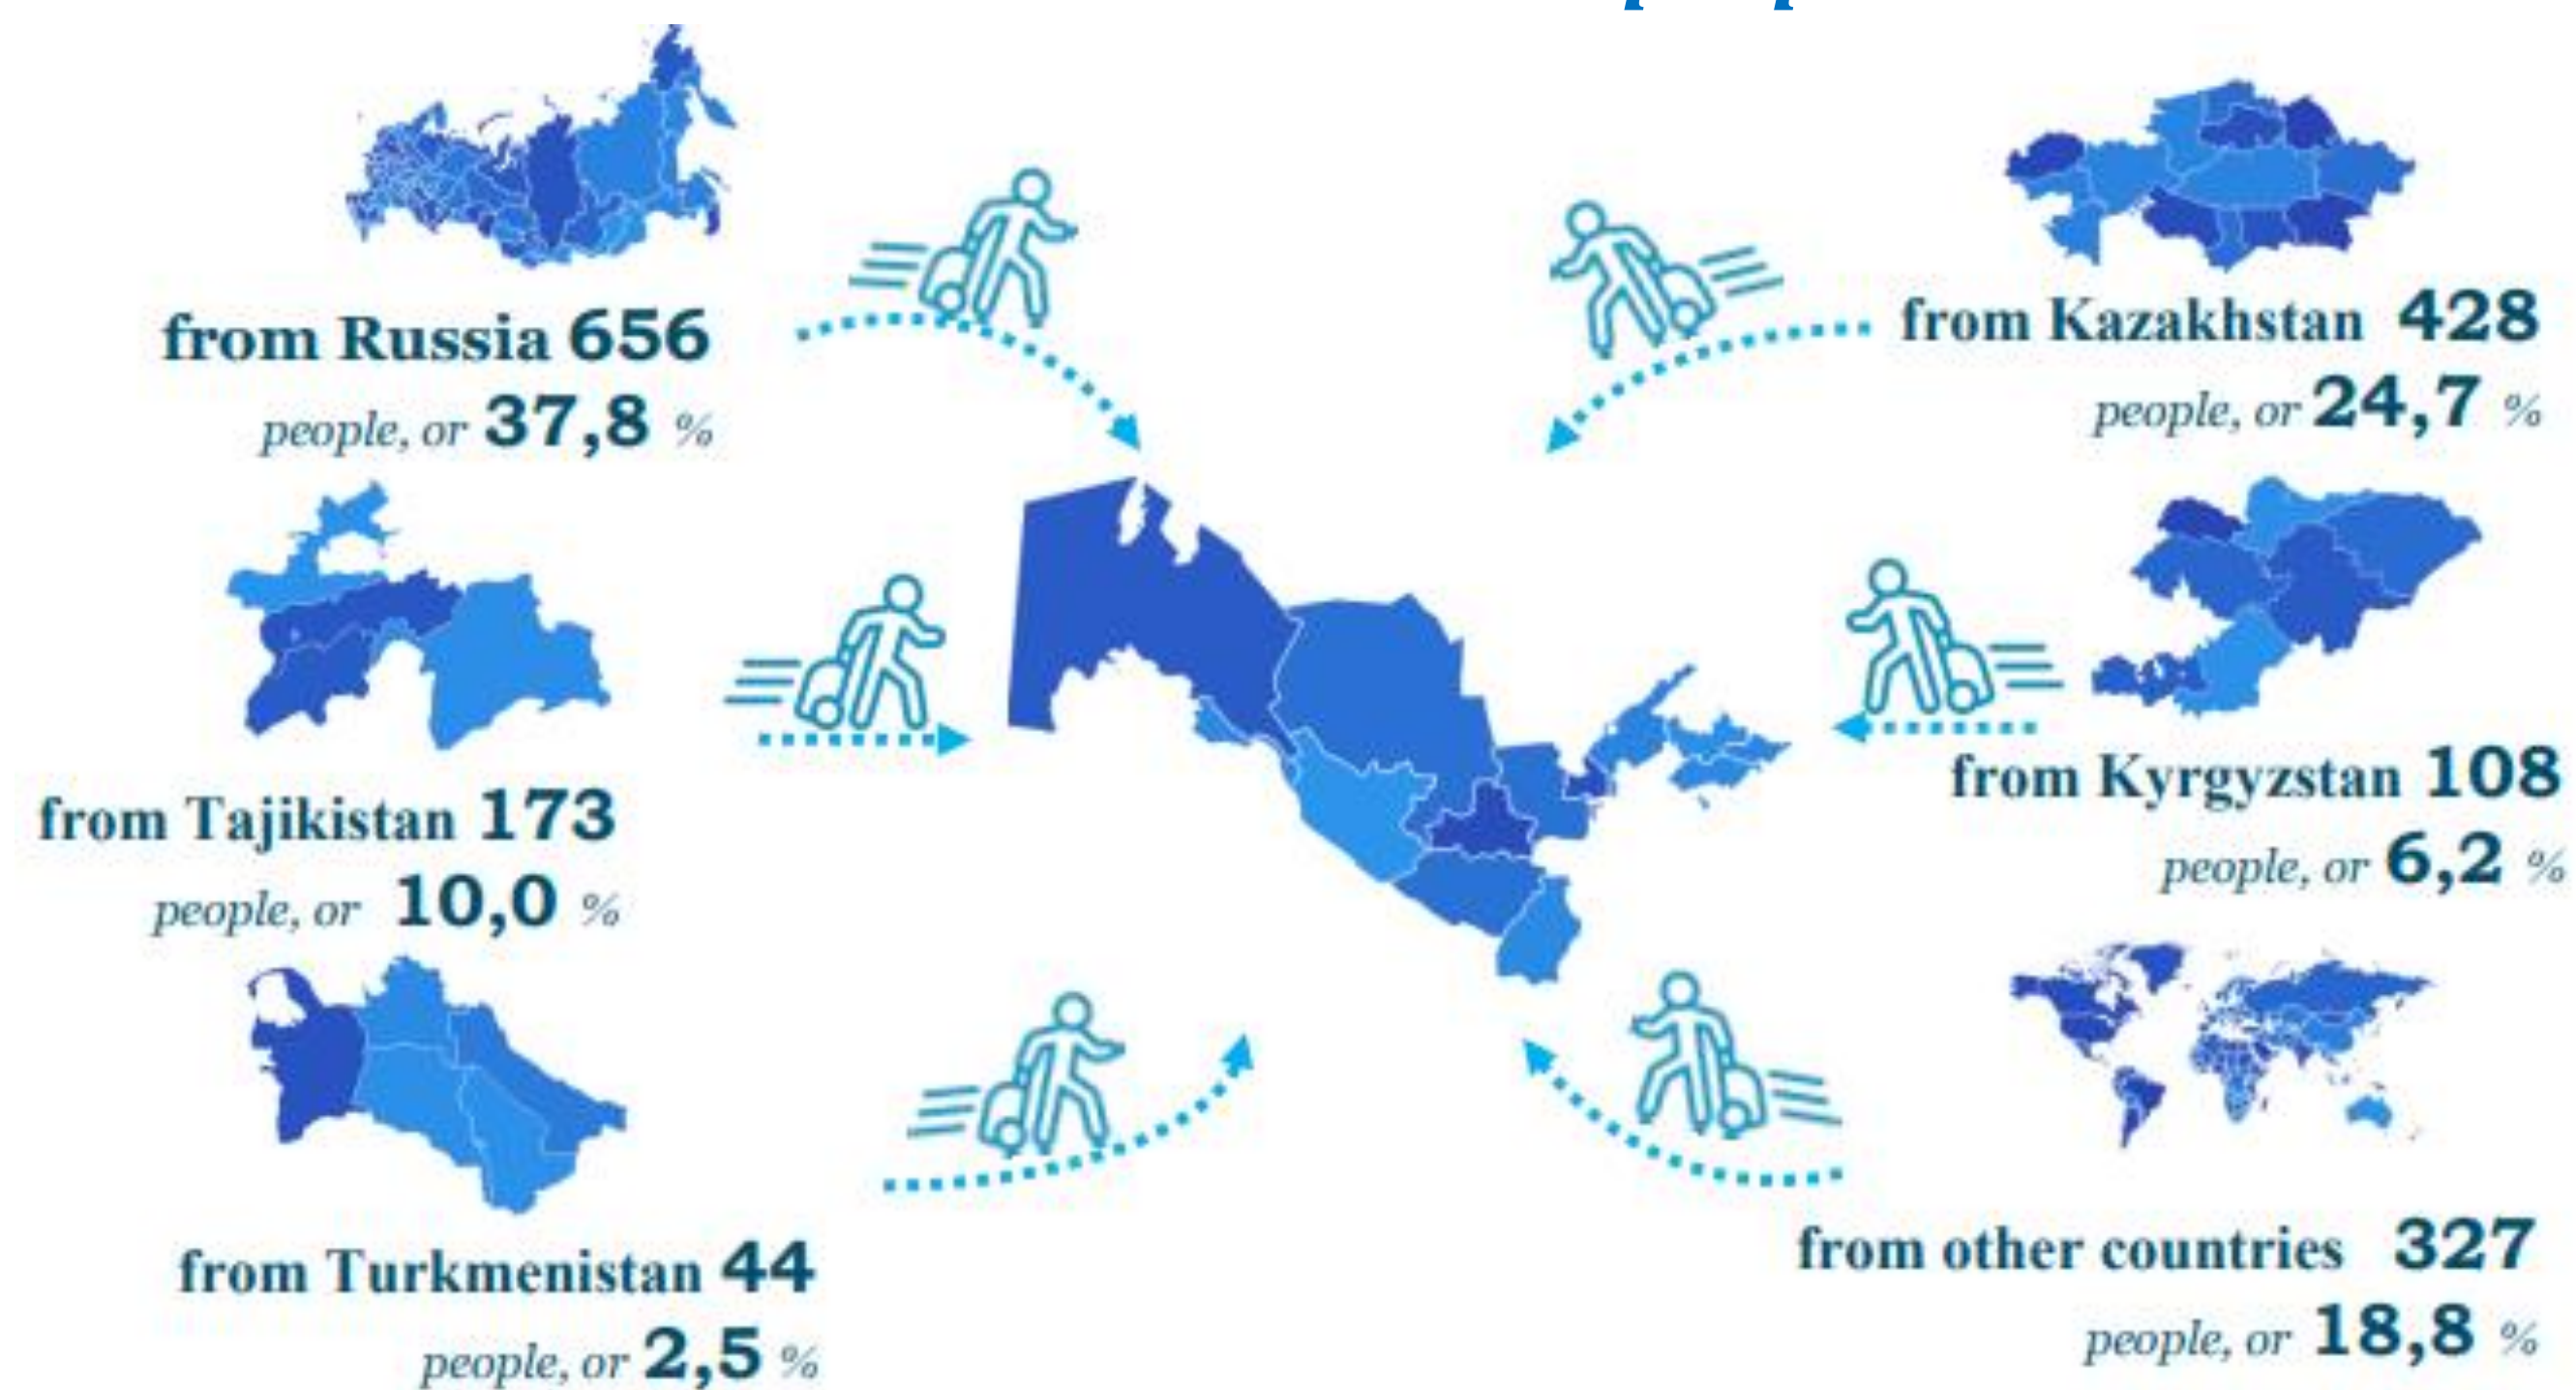 from Russia 656
people, or 37,8 %
from Kazakhstan 428
people, or 24,7 %
from Tajikistan 173
people, or 10,0 %
from Kyrgyzstan 108
people, or 6,2 %
from Turkmenistan 44
people, or 2,5 %
from other countries 327
people, or 18,8 %